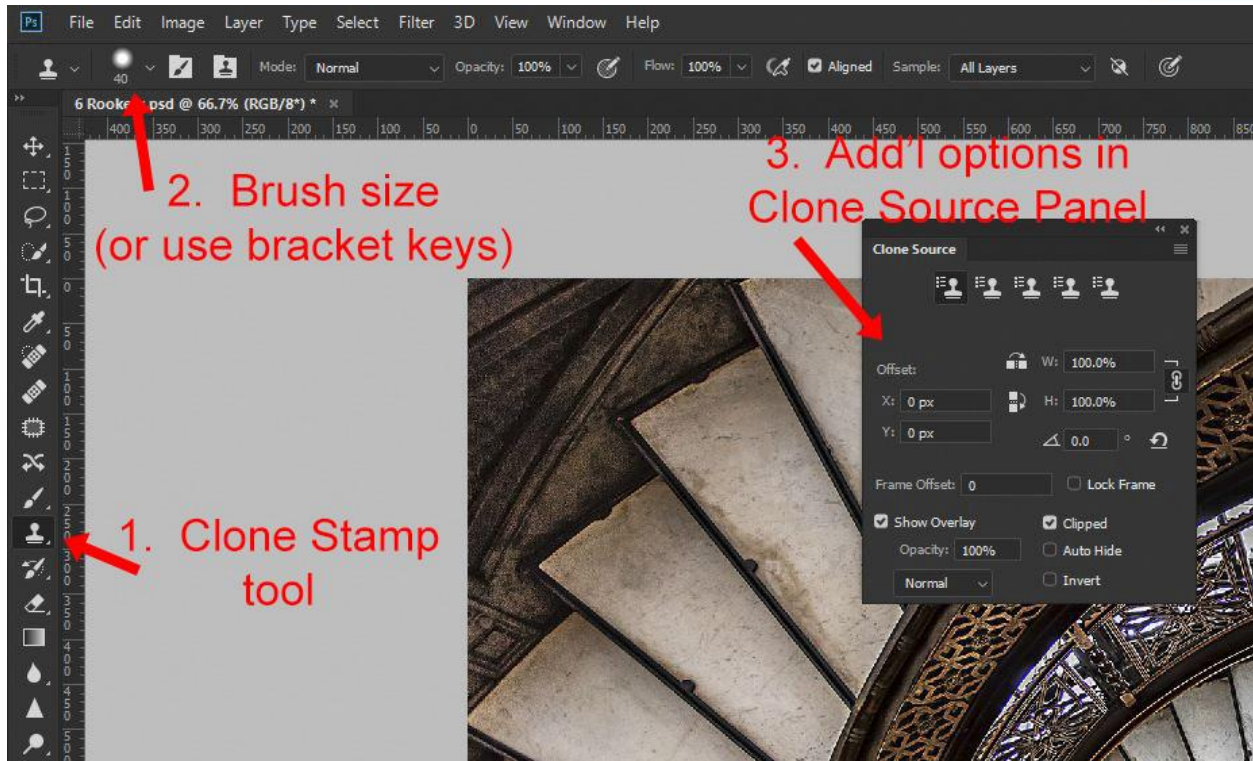 Ps File Edit Image Layer Type Select Filter 3D View Window Help
40 Mode: Normal Opacity: 100% Flow: 100% Aligned Sample: All Layers
psd @ 66.7% (RGB/8*) *
400 350 300 250 200 150 100 50 0 50 100 150 200 250 300 350 400 450 500 550 600 650 700 750 800 850
3. Add'l options in
Clone Source Panel
2. Brush size
(or use bracket keys)
Clone Source
Offset: W: 100.0%
X: 0 px H: 100.0%
Y: 0 px 0.0 °
Frame Offset: 0 Lock Frame
Show Overlay Clipped
Opacity: 100% Auto Hide
Normal Invert
1. Clone Stamp
tool